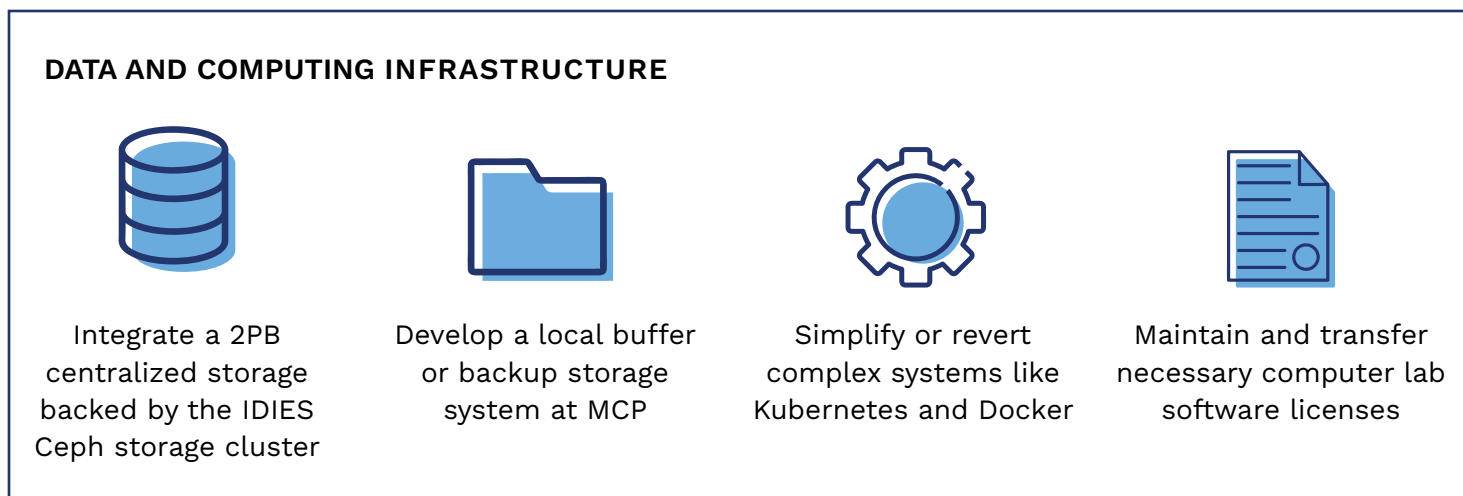 DATA AND COMPUTING INFRASTRUCTURE
Integrate a 2PB
centralized storage
backed by the IDIES
Ceph storage cluster
Develop a local buffer
or backup storage
system at MCP
Simplify or revert
complex systems like
Kubernetes and Docker
Maintain and transfer
necessary computer lab
software licenses